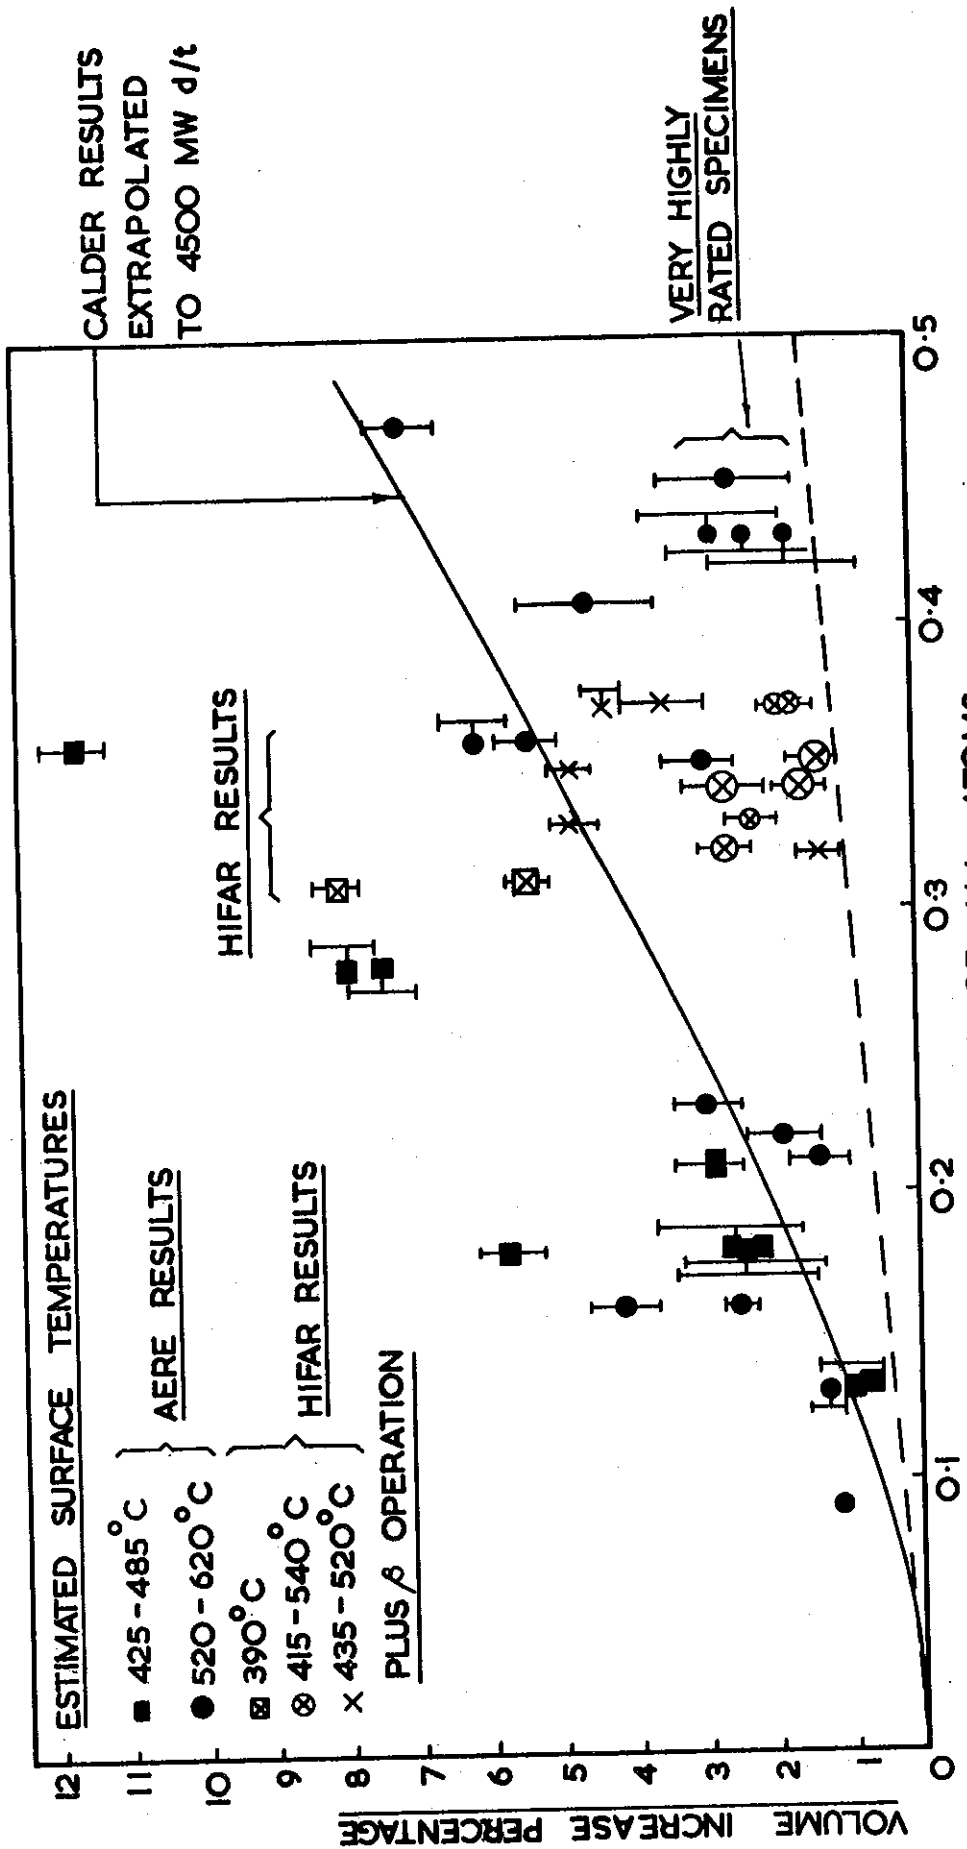 ESTIMATED SURFACE TEMPERATURES
■ 425-485°C
● 520-620°C
AERE RESULTS
⊠ 390°C
⊗ 415-540°C
× 435-520°C
HIFAR RESULTS
PLUS β OPERATION
HIFAR RESULTS
CALDER RESULTS
EXTRAPOLATED
TO 4500 MW d/t
VERY HIGHLY
RATED SPECIMENS
VOLUME INCREASE PERCENTAGE
12
11
10
9
8
7
6
5
4
3
2
1
0
0·1
0·2
0·3
0·4
0·5